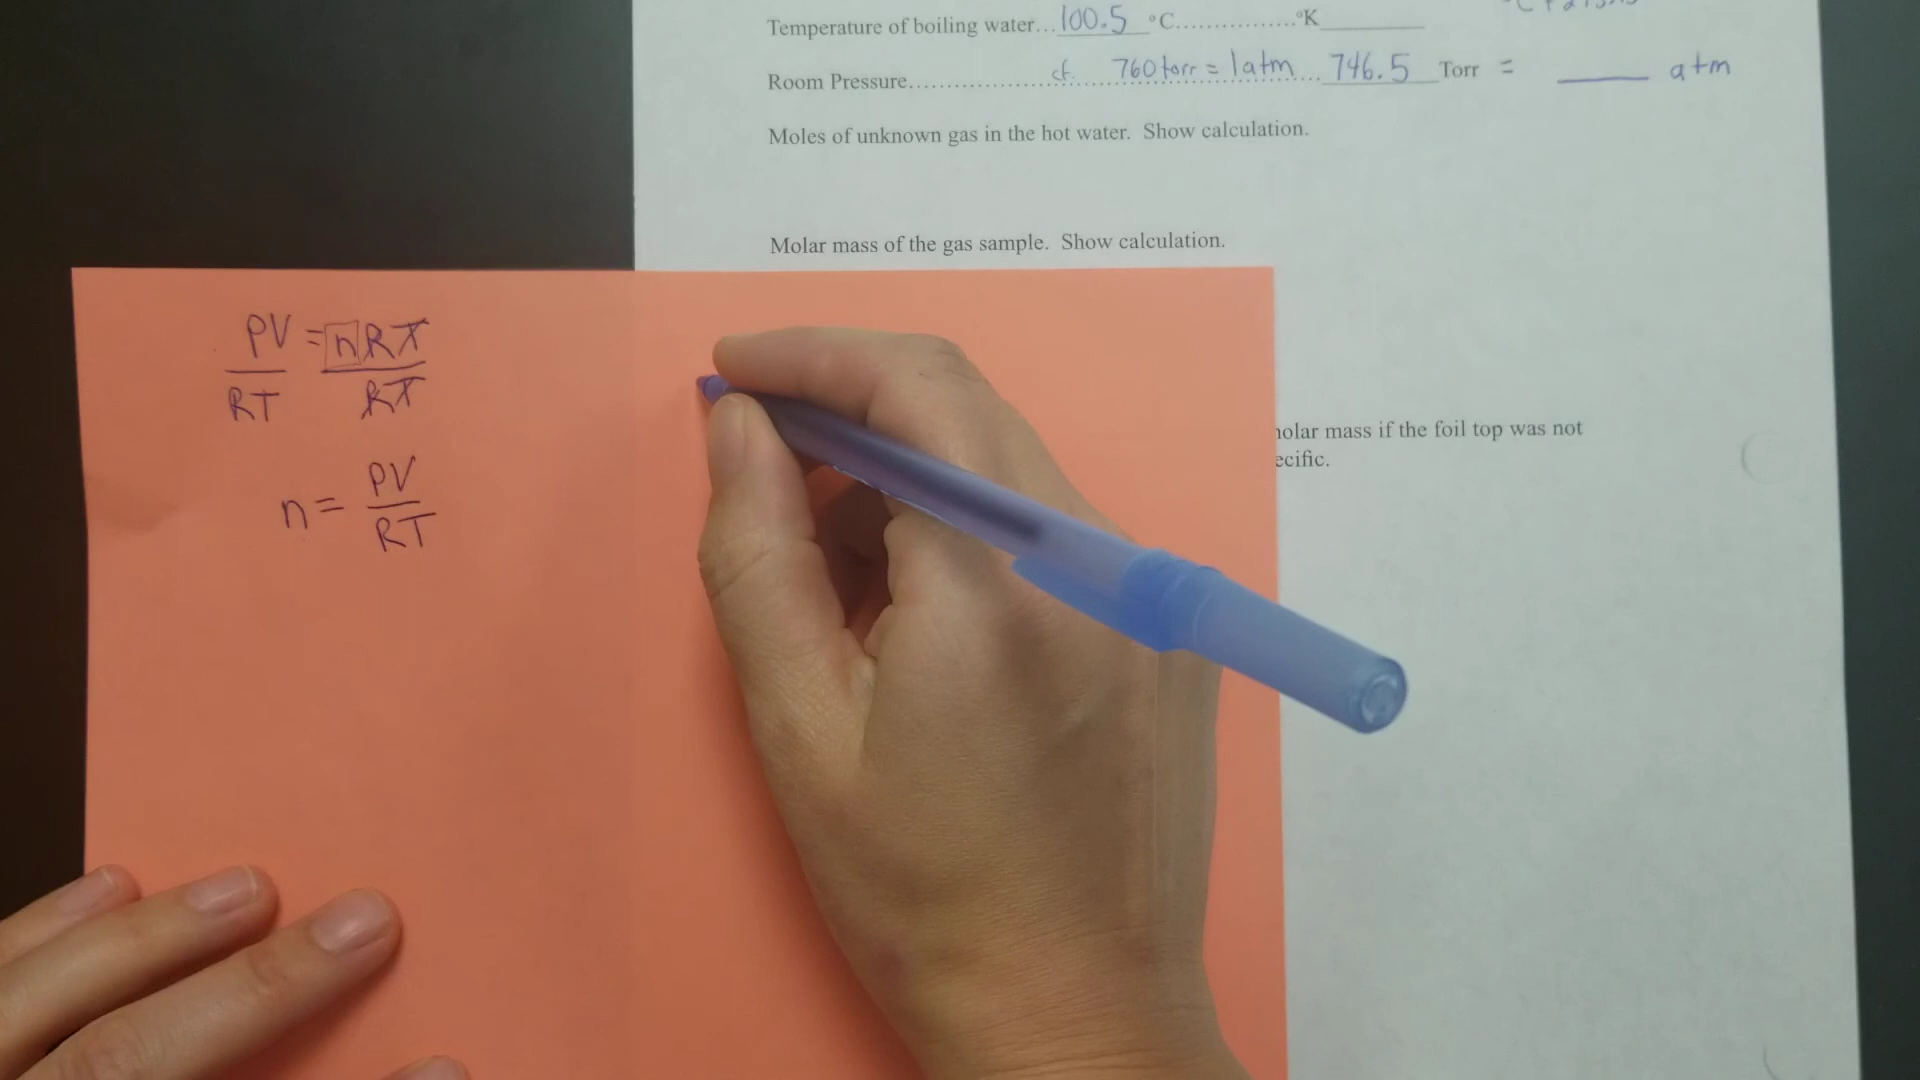 Temperature of boiling water... 100.5 °C................°K
Room Pressure................ cf. 760 torr = 1 atm ... 746.5 Torr = ____ atm
Moles of unknown gas in the hot water. Show calculation.
Molar mass of the gas sample. Show calculation.
olar mass if the foil top was not
ecific.
PV = nRT
RT RT
n = PV
RT